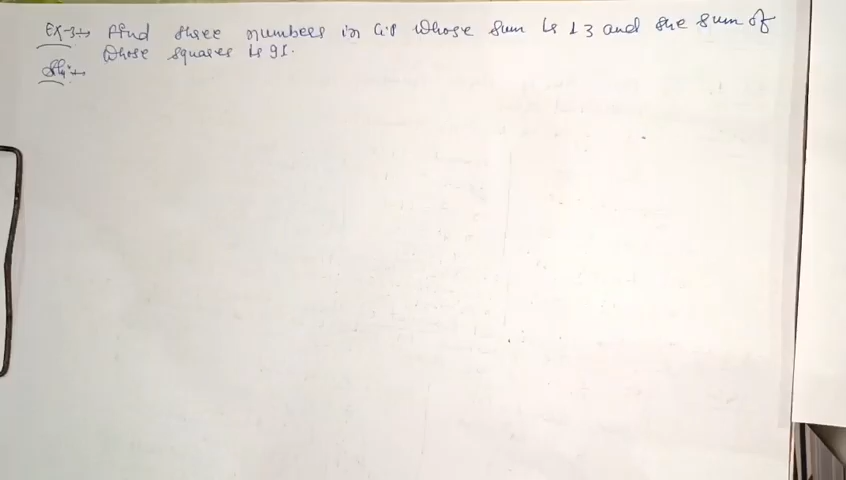 Ex-3:→ Find three numbers in G.P whose sum is 13 and the sum of
whose squares is 91.
Sol:→